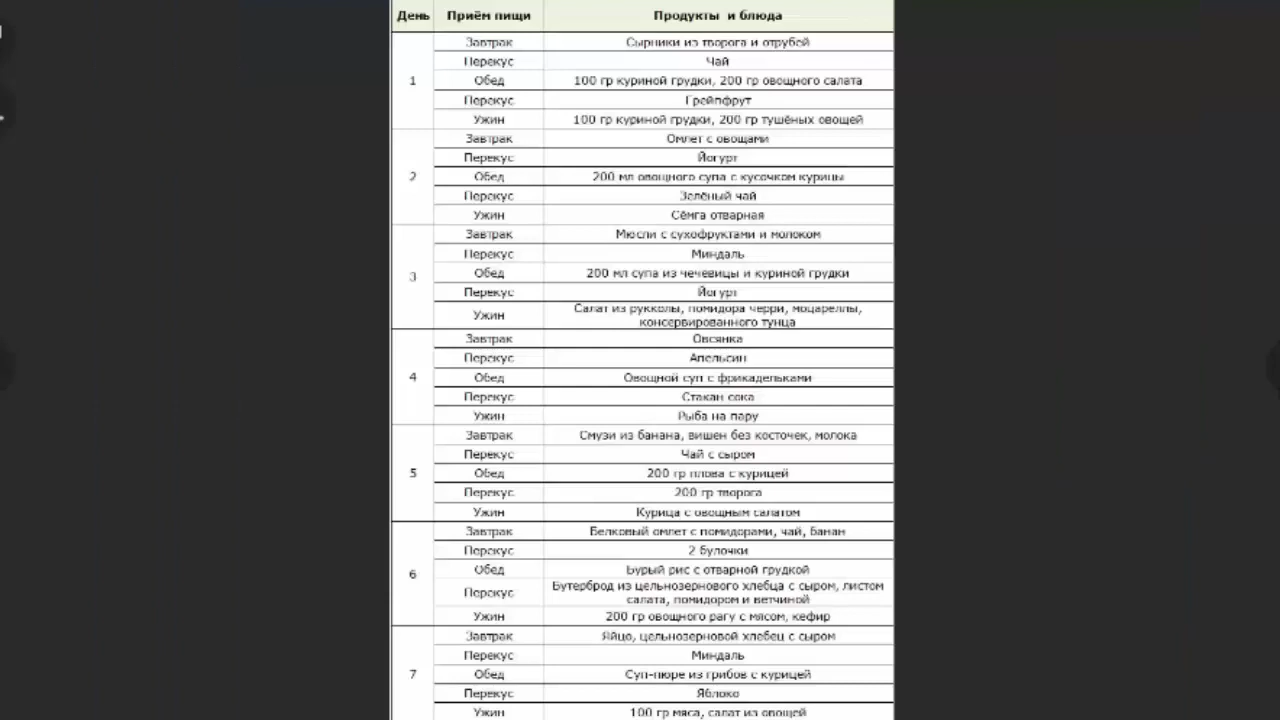 День Приём пищи Продукты и блюда
1
Завтрак Сырники из творога и отрубей
Перекус Чай
Обед 100 гр куриной грудки, 200 гр овощного салата
Перекус Грейпфрут
Ужин 100 гр куриной грудки, 200 гр тушёных овощей
2
Завтрак Омлет с овощами
Перекус Йогурт
Обед 200 мл овощного супа с кусочком курицы
Перекус Зелёный чай
Ужин Сёмга отварная
3
Завтрак Мюсли с сухофруктами и молоком
Перекус Миндаль
Обед 200 мл супа из чечевицы и куриной грудки
Перекус Йогурт
Ужин Салат из рукколы, помидора черри, моцареллы,
консервированного тунца
4
Завтрак Овсянка
Перекус Апельсин
Обед Овощной суп с фрикадельками
Перекус Стакан сока
Ужин Рыба на пару
5
Завтрак Смузи из банана, вишен без косточек, молока
Перекус Чай с сыром
Обед 200 гр плова с курицей
Перекус 200 гр творога
Ужин Курица с овощным салатом
6
Завтрак Белковый омлет с помидорами, чай, банан
Перекус 2 булочки
Обед Бурый рис с отварной грудкой
Перекус Бутерброд из цельнозернового хлебца с сыром, листом
салата, помидором и ветчиной
Ужин 200 гр овощного рагу с мясом, кефир
7
Завтрак Яйцо, цельнозерновой хлебец с сыром
Перекус Миндаль
Обед Суп-пюре из грибов с курицей
Перекус Яблоко
Ужин 100 гр мяса, салат из овощей